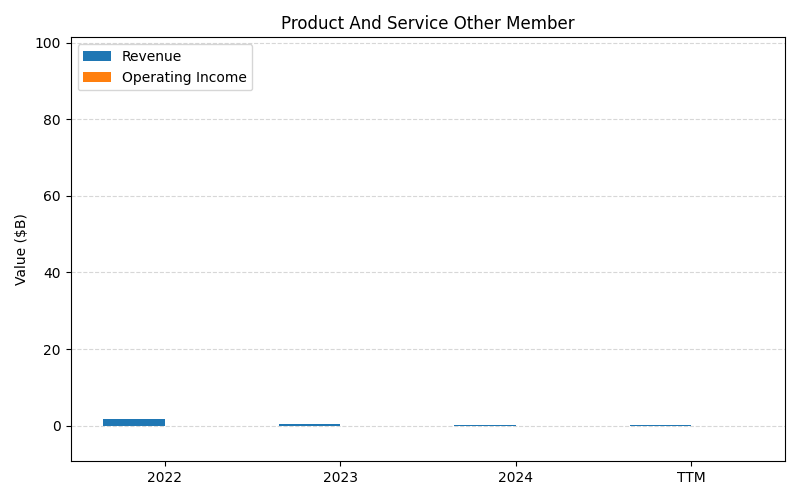 Product And Service Other Member
100
Revenue
Operating Income
80
60
40
20
0
Value ($B)
2022
2023
2024
TTM